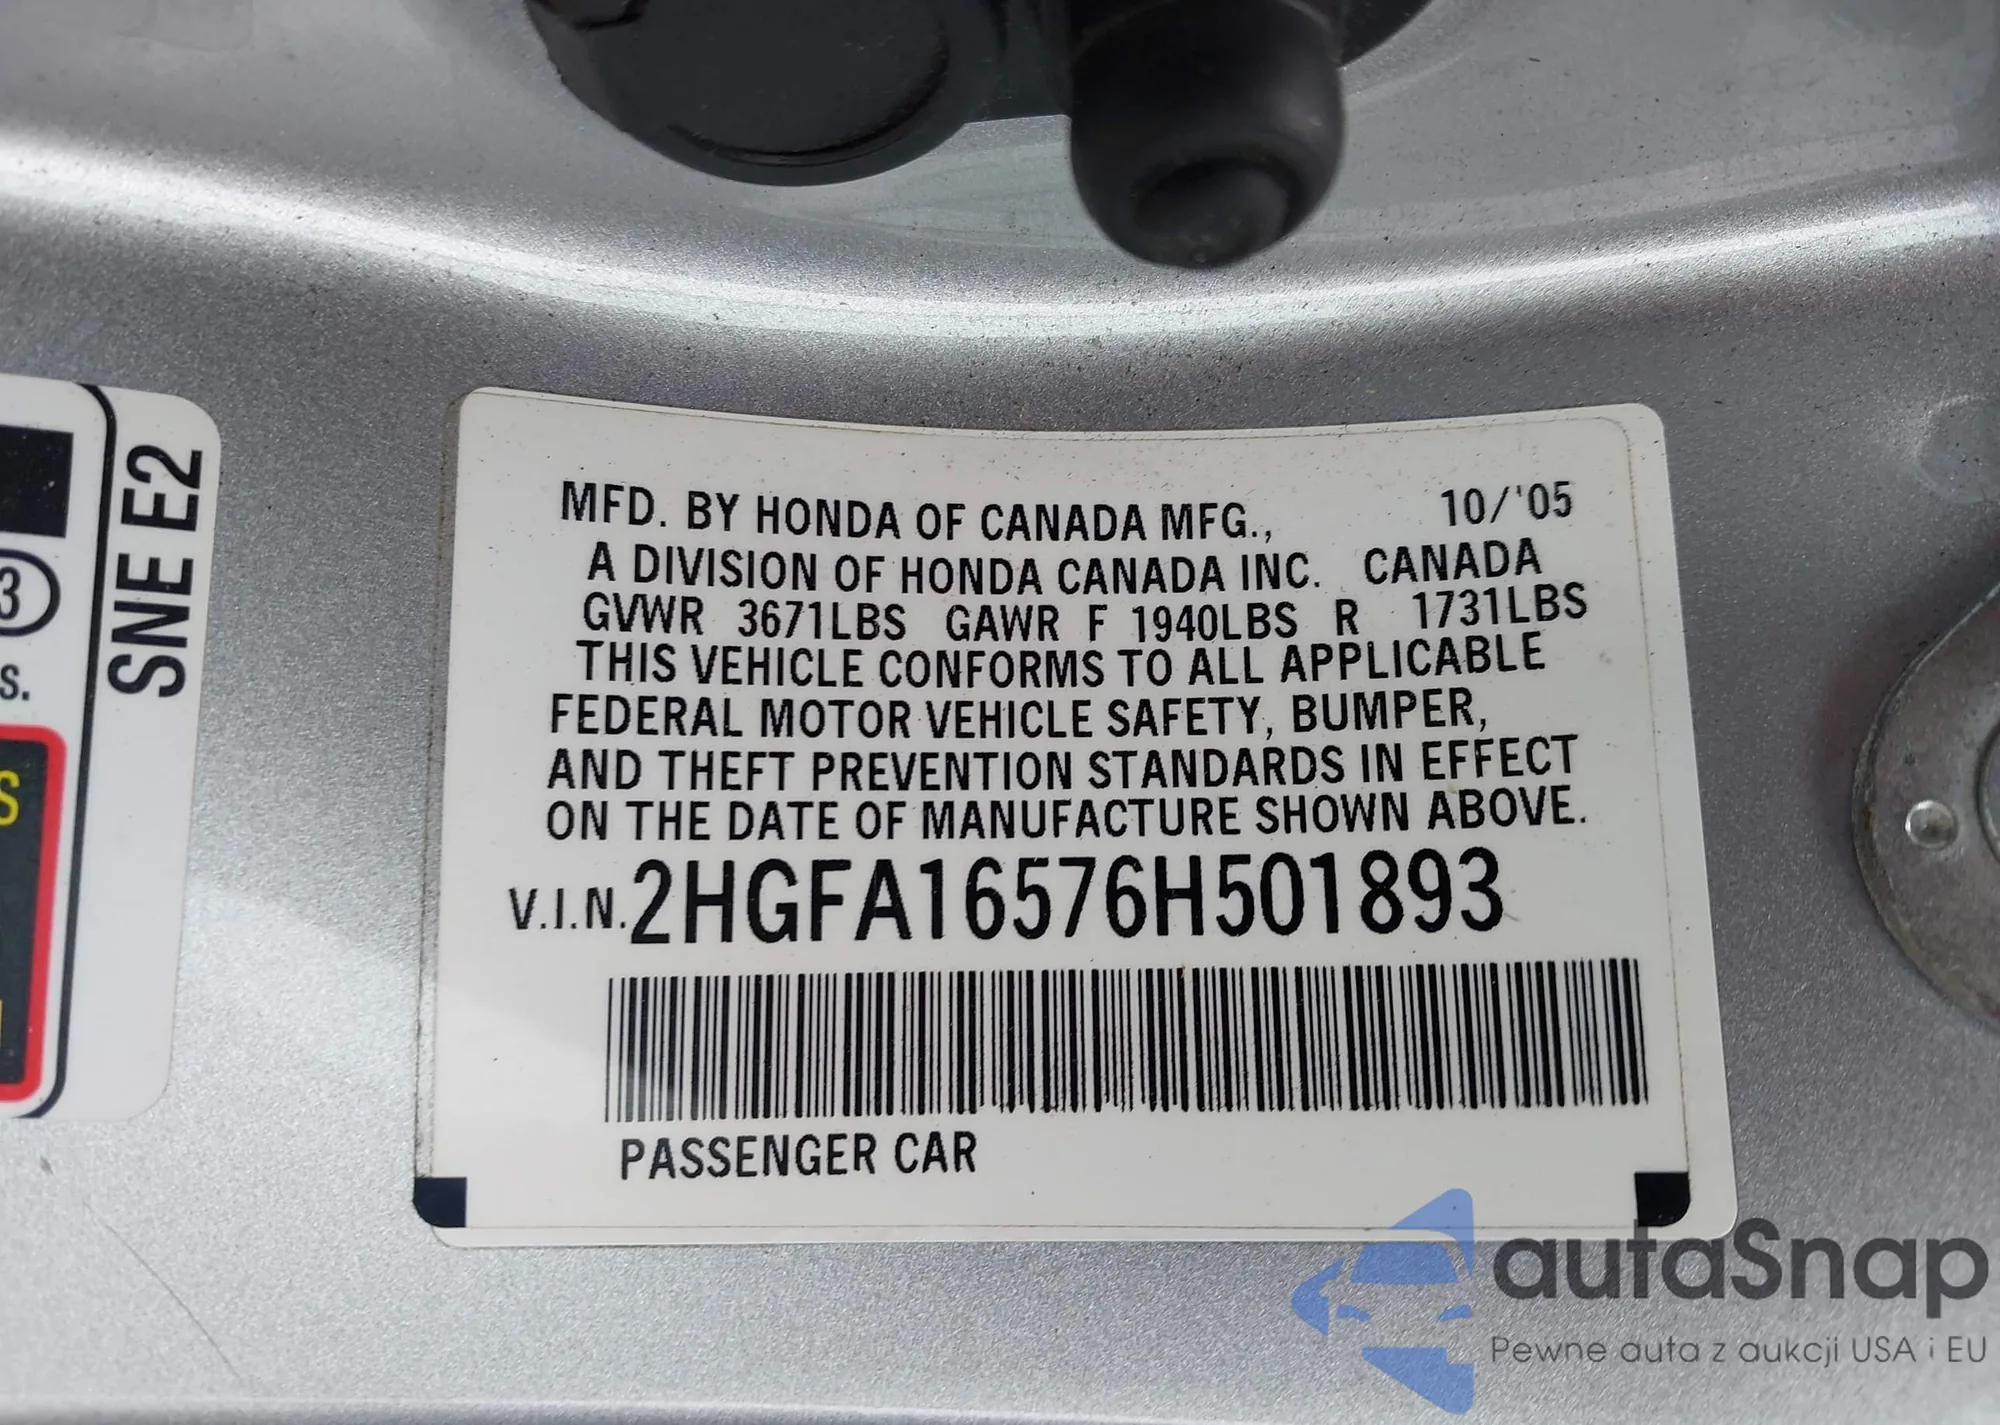 SNE E2
3
S.
S
MFD. BY HONDA OF CANADA MFG., 10/'05
A DIVISION OF HONDA CANADA INC. CANADA
GVWR 3671LBS GAWR F 1940LBS R 1731LBS
THIS VEHICLE CONFORMS TO ALL APPLICABLE
FEDERAL MOTOR VEHICLE SAFETY, BUMPER,
AND THEFT PREVENTION STANDARDS IN EFFECT
ON THE DATE OF MANUFACTURE SHOWN ABOVE.
V.I.N. 2HGFA16576H501893
PASSENGER CAR
autaSnap
Pewne auta z aukcji USA i EU